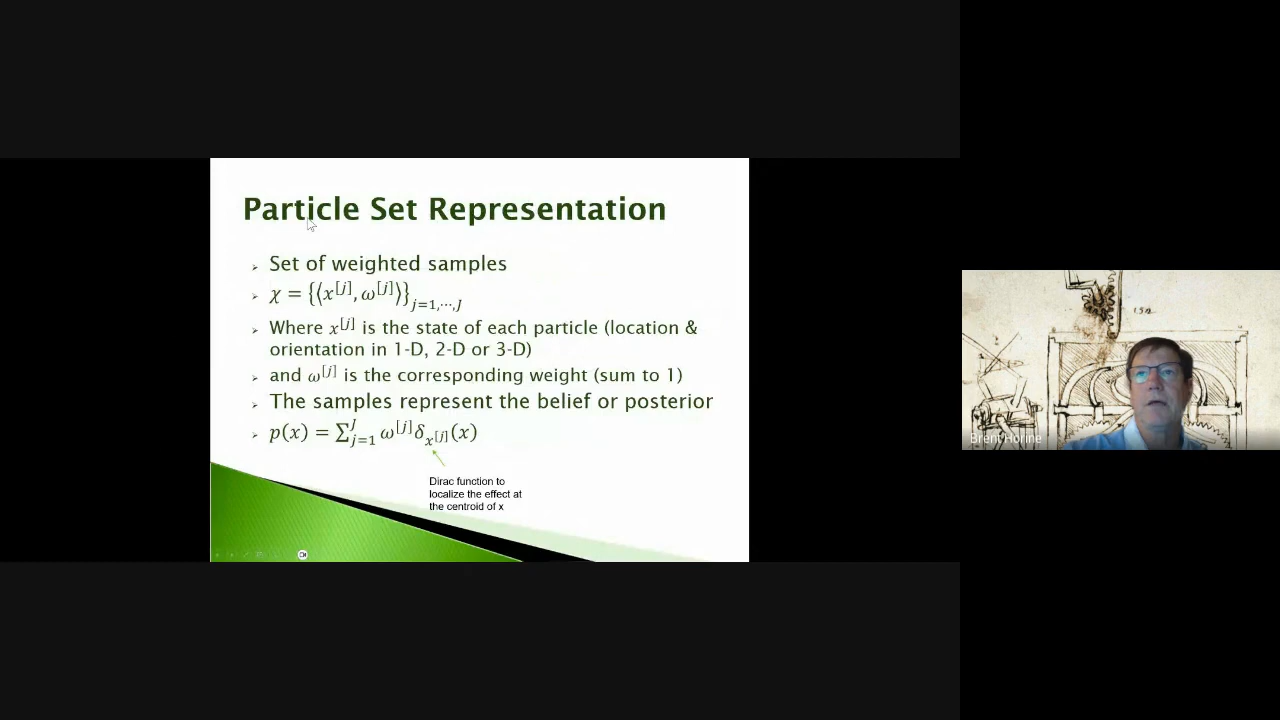 Particle Set Representation
Set of weighted samples
χ = {⟨x^[j], ω^[j]⟩}_{j=1,⋯,J}
Where x^[j] is the state of each particle (location &
orientation in 1-D, 2-D or 3-D)
and ω^[j] is the corresponding weight (sum to 1)
The samples represent the belief or posterior
p(x) = ∑_{j=1}^{J} ω^[j] δ_{x^[j]}(x)
Dirac function to
localize the effect at
the centroid of x
Brent Horine